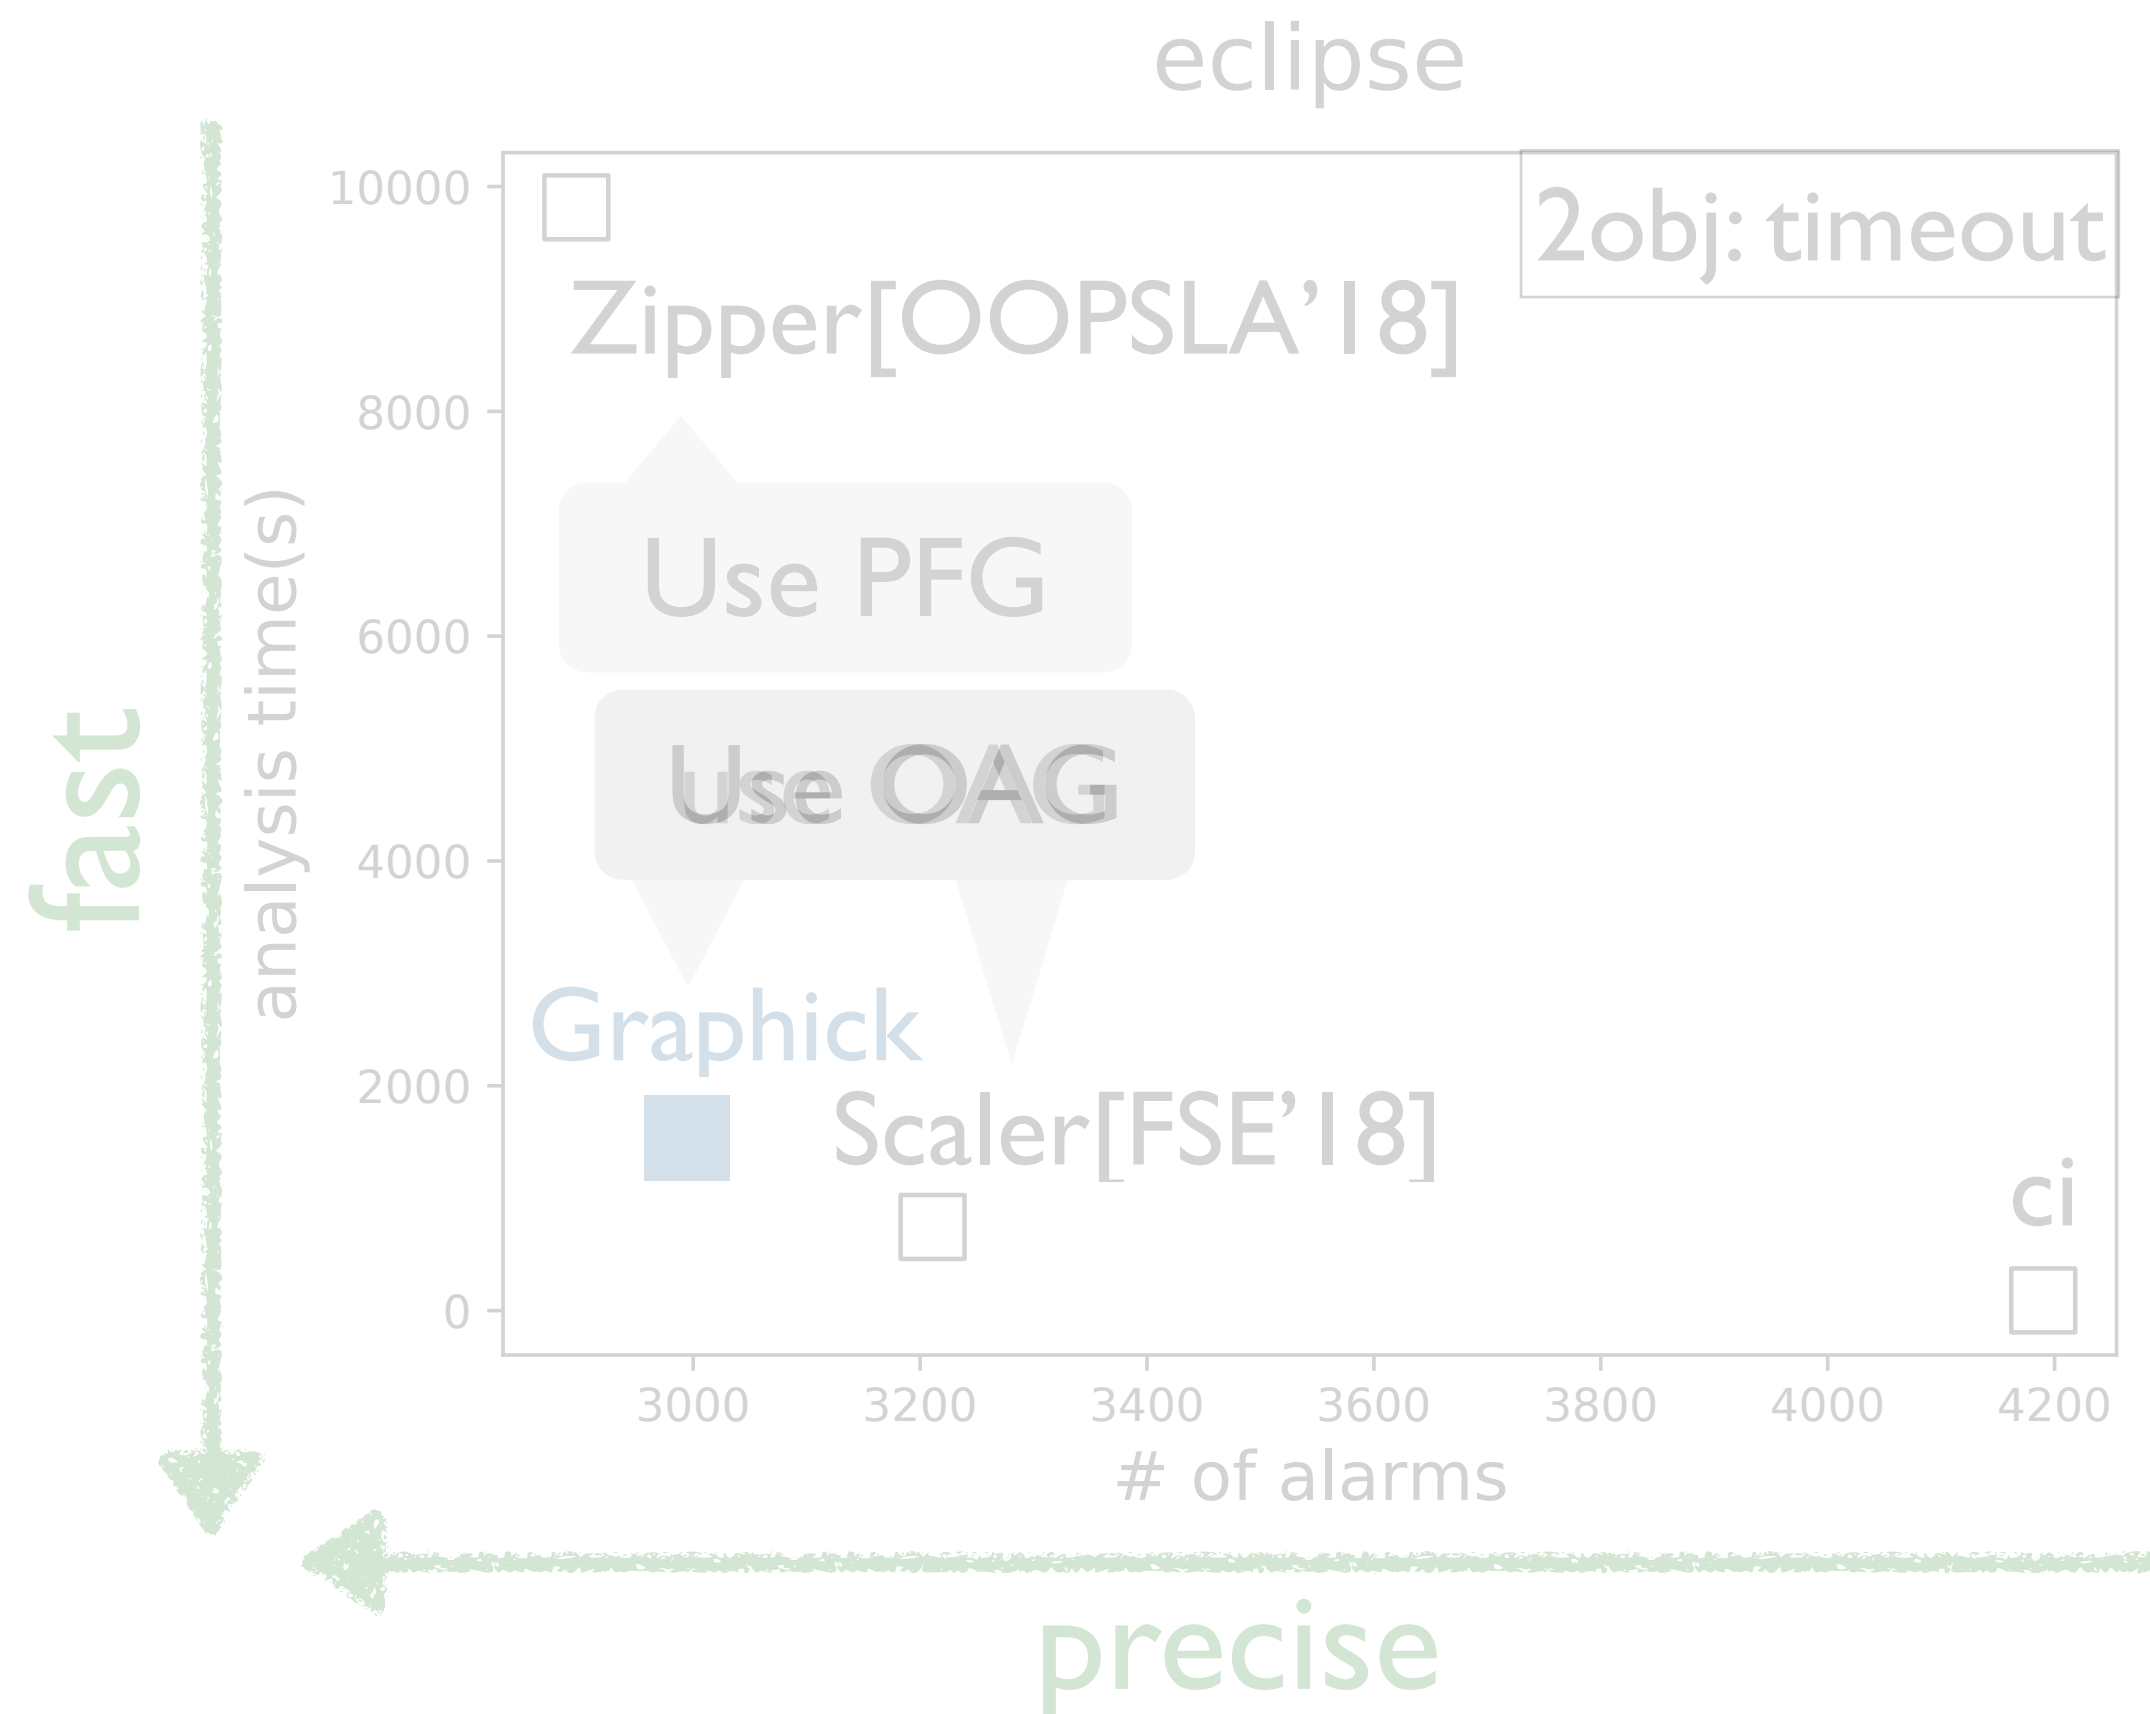 eclipse
10000
8000
6000
4000
2000
0
analysis time(s)
fast
2obj: timeout
Zipper[OOPSLA’18]
Use PFG
Use OAG
Graphick
Scaler[FSE’18]
ci
3000 3200 3400 3600 3800 4000 4200
# of alarms
precise